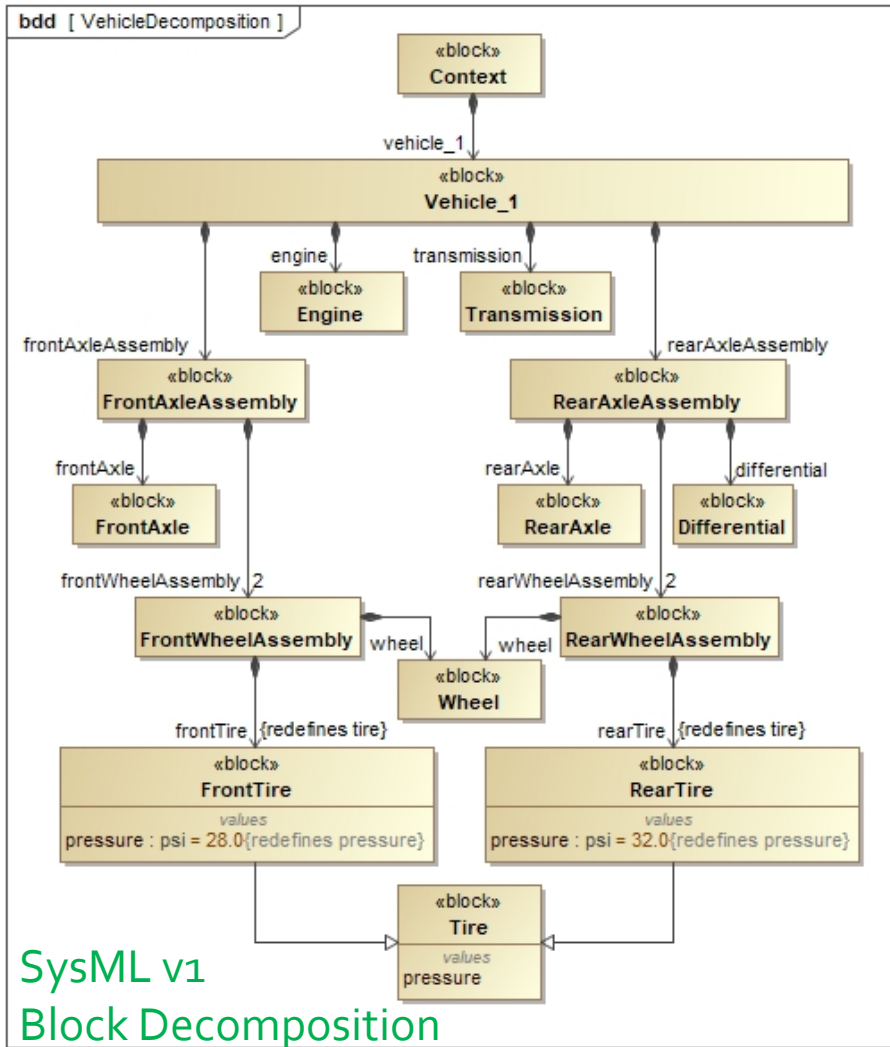 bdd [ VehicleDecomposition ]
«block»
Context
vehicle_1
«block»
Vehicle_1
engine
transmission
«block»
Engine
«block»
Transmission
frontAxleAssembly
rearAxleAssembly
«block»
FrontAxleAssembly
«block»
RearAxleAssembly
frontAxle
rearAxle
differential
«block»
FrontAxle
«block»
RearAxle
«block»
Differential
frontWheelAssembly 2
rearWheelAssembly 2
«block»
FrontWheelAssembly
«block»
RearWheelAssembly
wheel
wheel
«block»
Wheel
frontTire {redefines tire}
rearTire {redefines tire}
«block»
FrontTire
values
pressure : psi = 28.0{redefines pressure}
«block»
RearTire
values
pressure : psi = 32.0{redefines pressure}
«block»
Tire
values
pressure
SysML v1
Block Decomposition